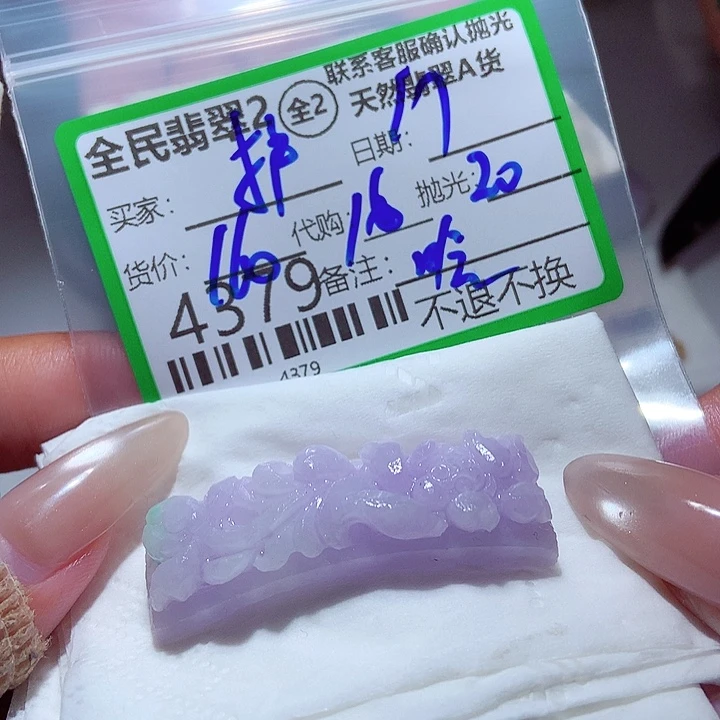 联系客服确认抛光
全民翡翠2 全2 天然翡翠A货
买家: 日期: 17
货价: 160 代购: 16 抛光: 20
4379 备注:
不退不换
4379